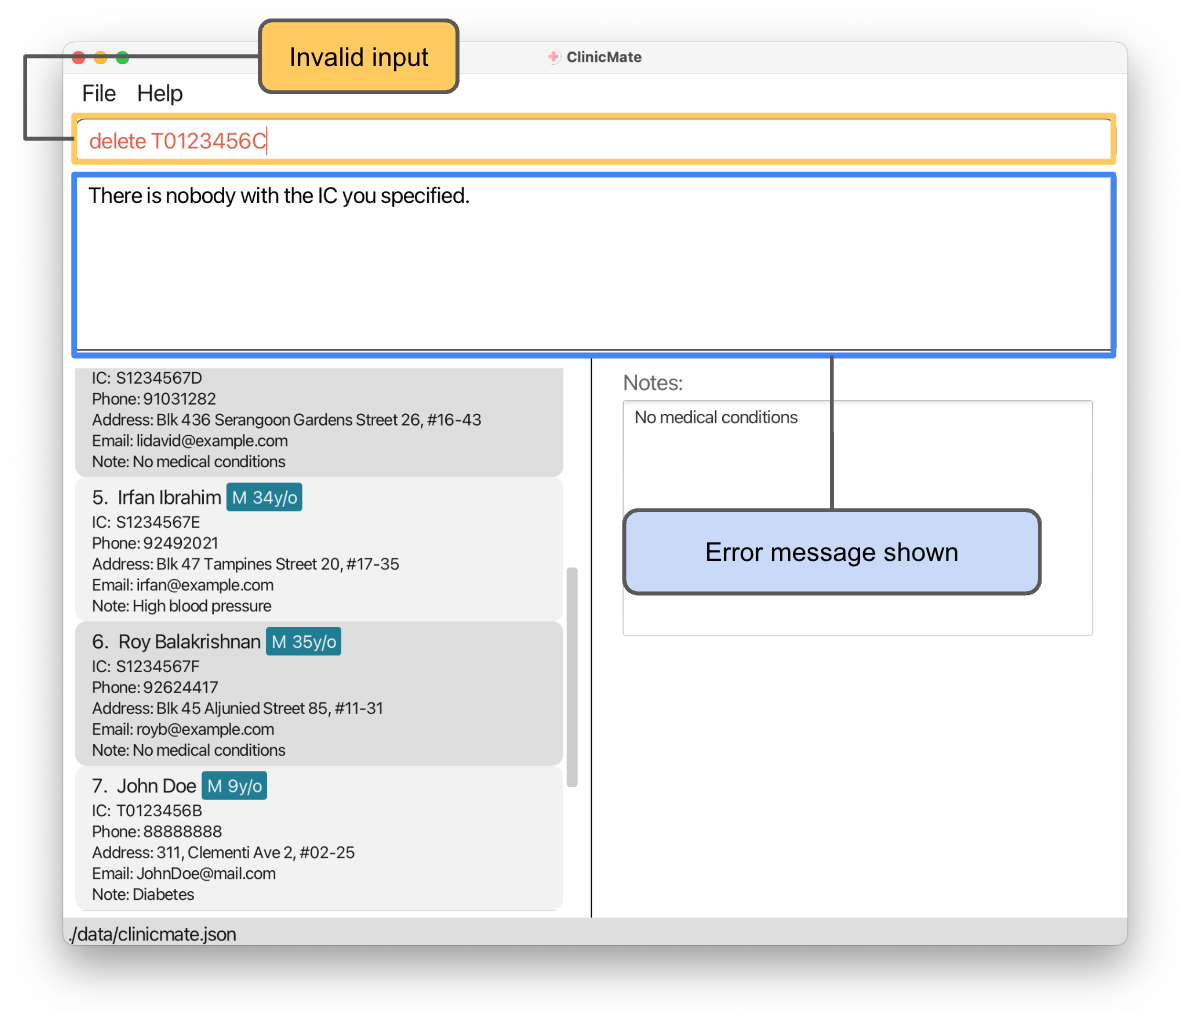 Invalid input
ClinicMate
File Help
delete T0123456C
There is nobody with the IC you specified.
IC: S1234567D
Phone: 91031282
Address: Blk 436 Serangoon Gardens Street 26, #16-43
Email: lidavid@example.com
Note: No medical conditions
5. Irfan Ibrahim M 34y/o
IC: S1234567E
Phone: 92492021
Address: Blk 47 Tampines Street 20, #17-35
Email: irfan@example.com
Note: High blood pressure
6. Roy Balakrishnan M 35y/o
IC: S1234567F
Phone: 92624417
Address: Blk 45 Aljunied Street 85, #11-31
Email: royb@example.com
Note: No medical conditions
7. John Doe M 9y/o
IC: T0123456B
Phone: 88888888
Address: 311, Clementi Ave 2, #02-25
Email: JohnDoe@mail.com
Note: Diabetes
Notes:
No medical conditions
Error message shown
./data/clinicmate.json